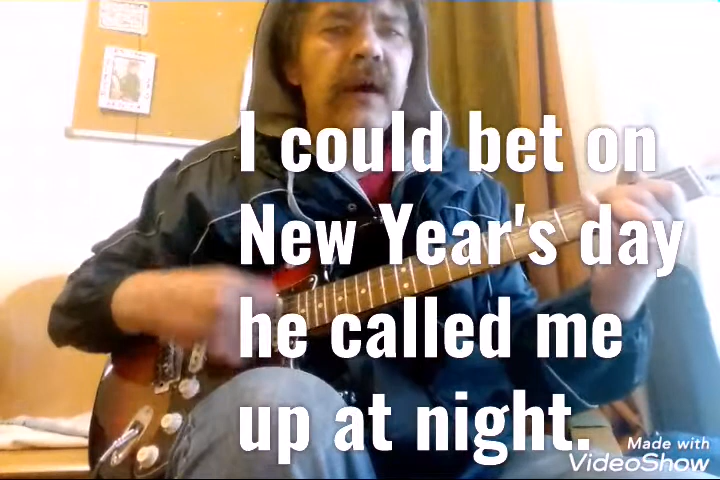 I could bet on
New Year's day
he called me
up at night.
Made with
VideoShow